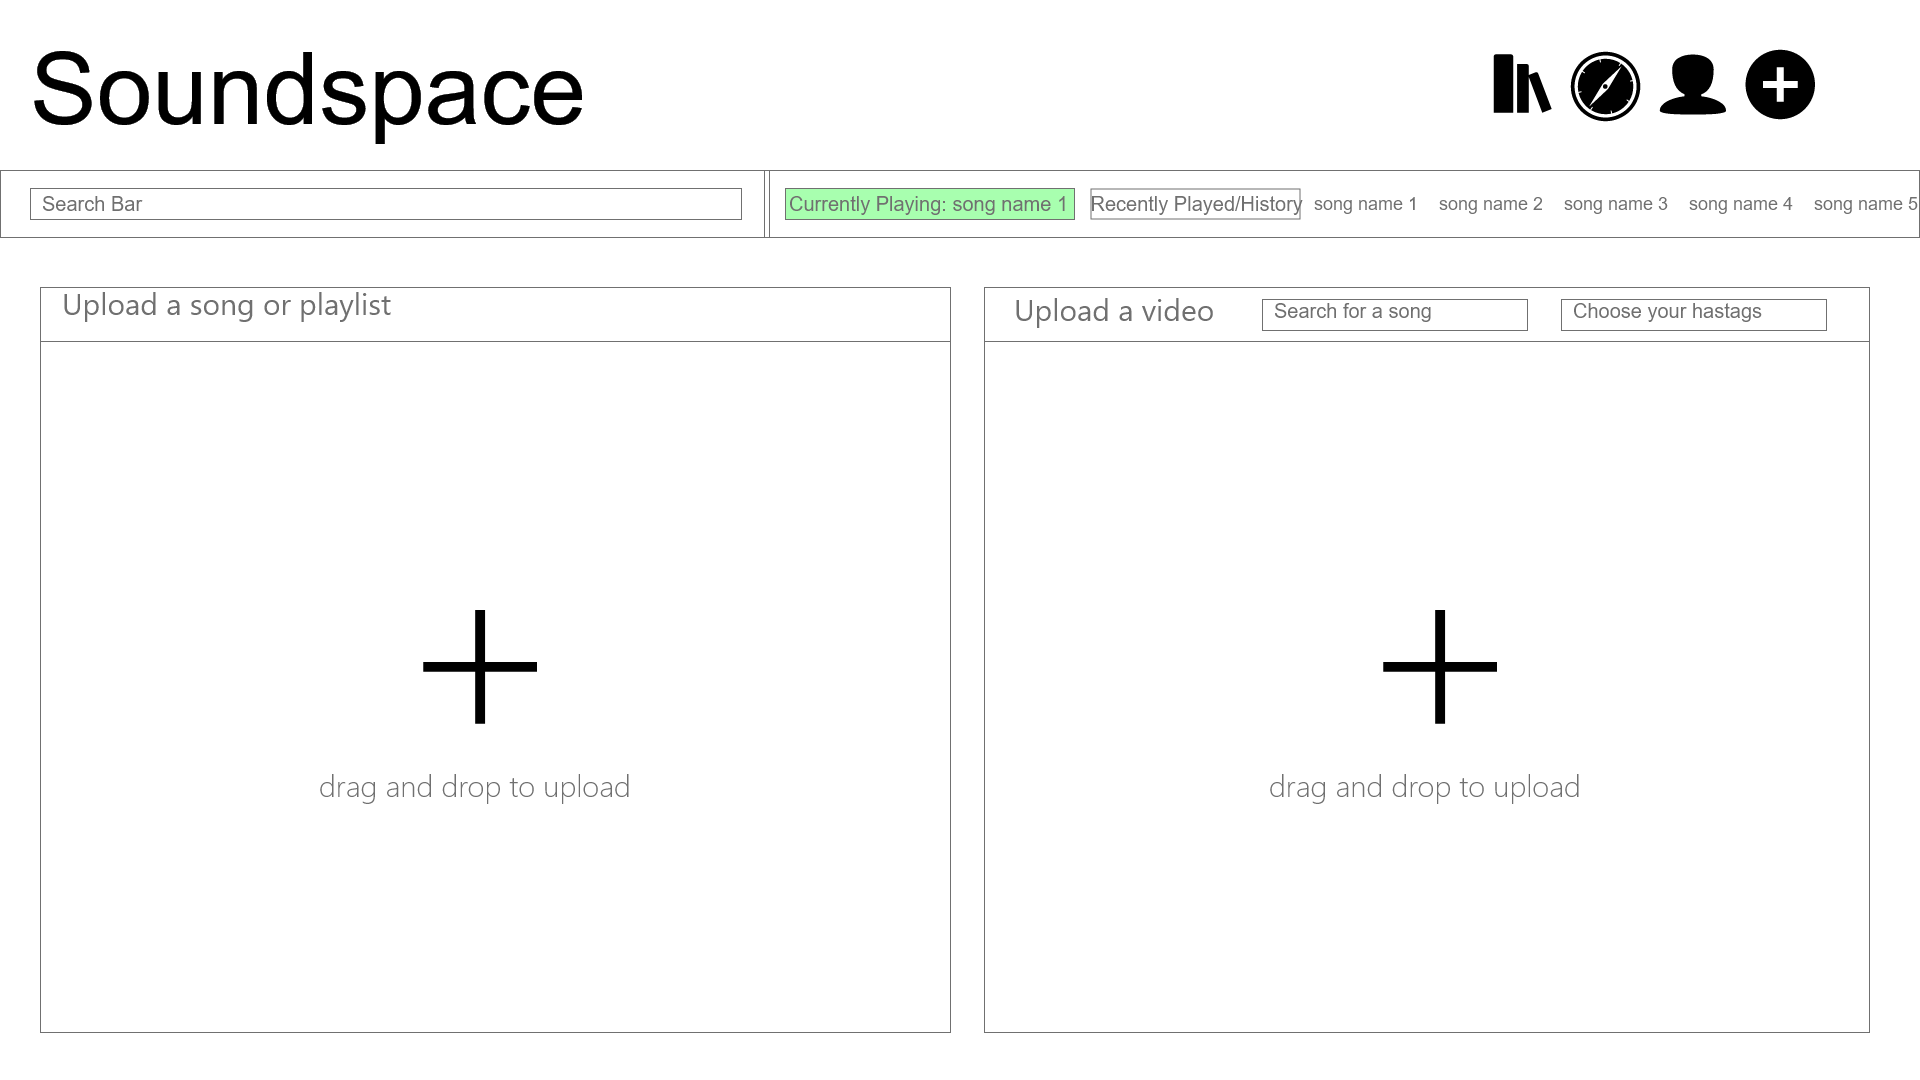 Soundspace
Search Bar
Currently Playing: song name 1
Recently Played/History
song name 1
song name 2
song name 3
song name 4
song name 5
Upload a song or playlist
drag and drop to upload
Upload a video
Search for a song
Choose your hastags
drag and drop to upload